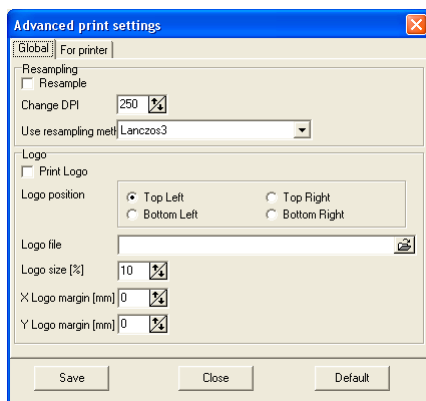 Advanced print settings
Global For printer
Resampling
Resample
Change DPI 250
Use resampling meth Lanczos3
Logo
Print Logo
Logo position Top Left Top Right
Bottom Left Bottom Right
Logo file
Logo size [%] 10
X Logo margin [mm] 0
Y Logo margin [mm] 0
Save Close Default